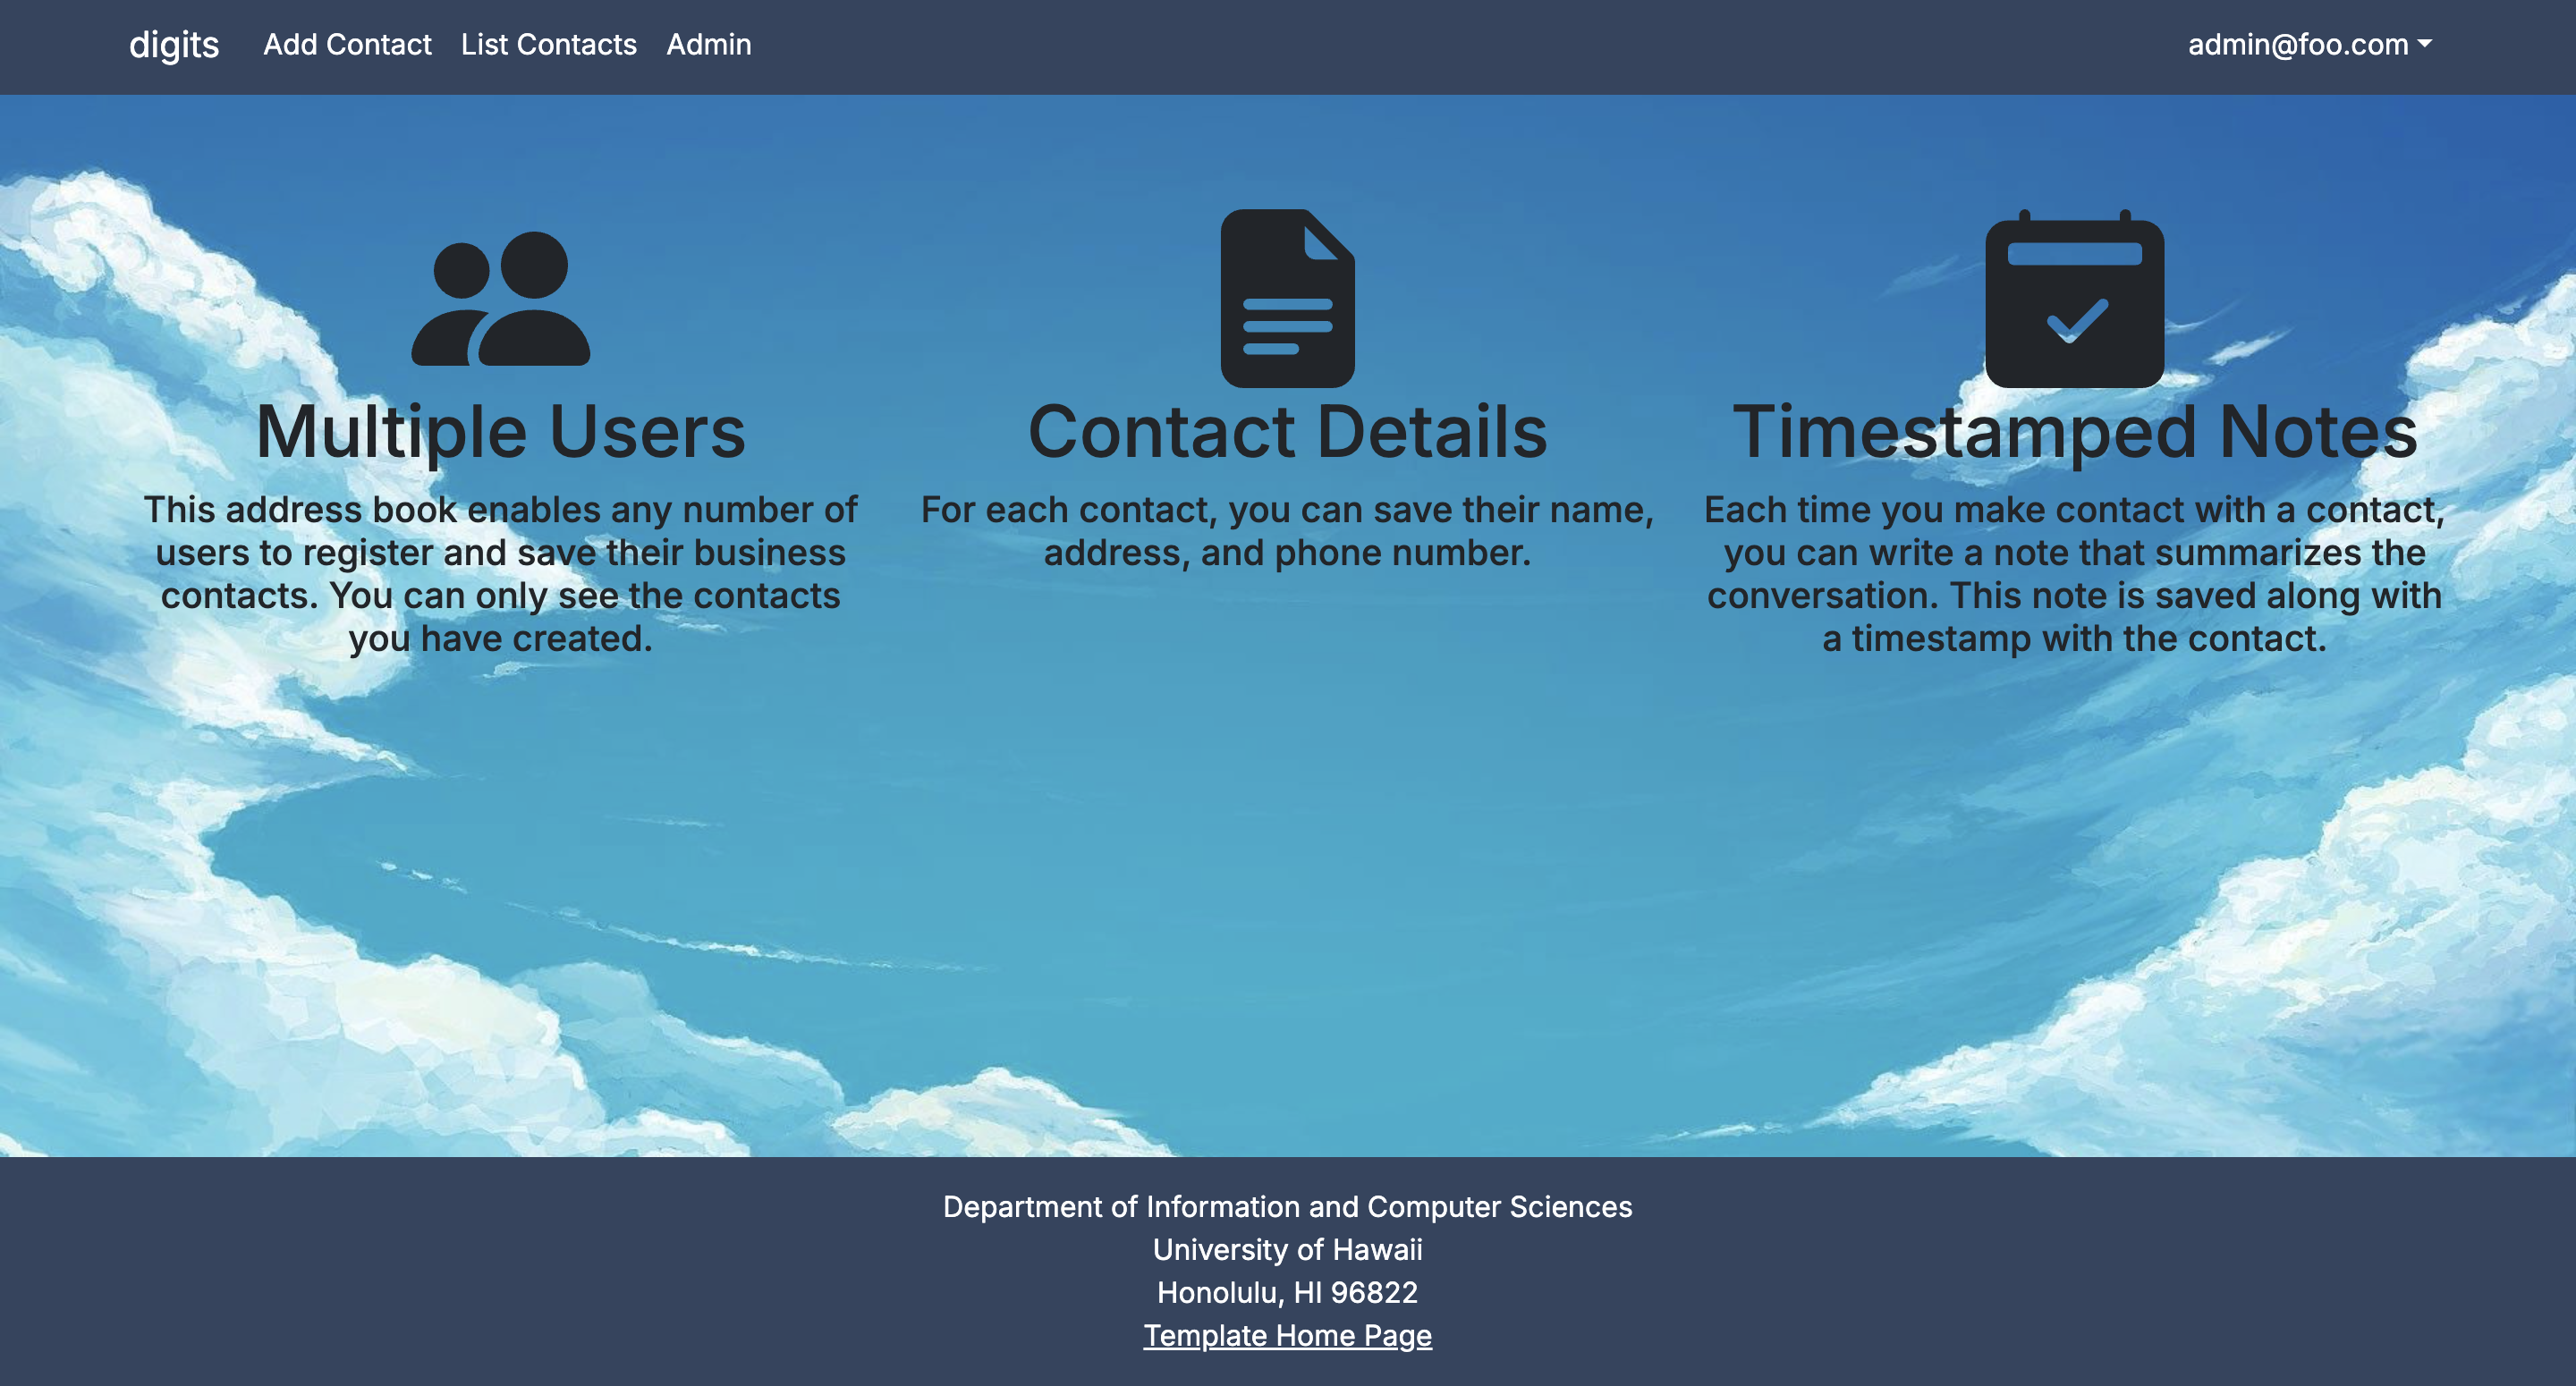 digits Add Contact List Contacts Admin admin@foo.com
Multiple Users
This address book enables any number of
users to register and save their business
contacts. You can only see the contacts
you have created.
Contact Details
For each contact, you can save their name,
address, and phone number.
Timestamped Notes
Each time you make contact with a contact,
you can write a note that summarizes the
conversation. This note is saved along with
a timestamp with the contact.
Department of Information and Computer Sciences
University of Hawaii
Honolulu, HI 96822
Template Home Page